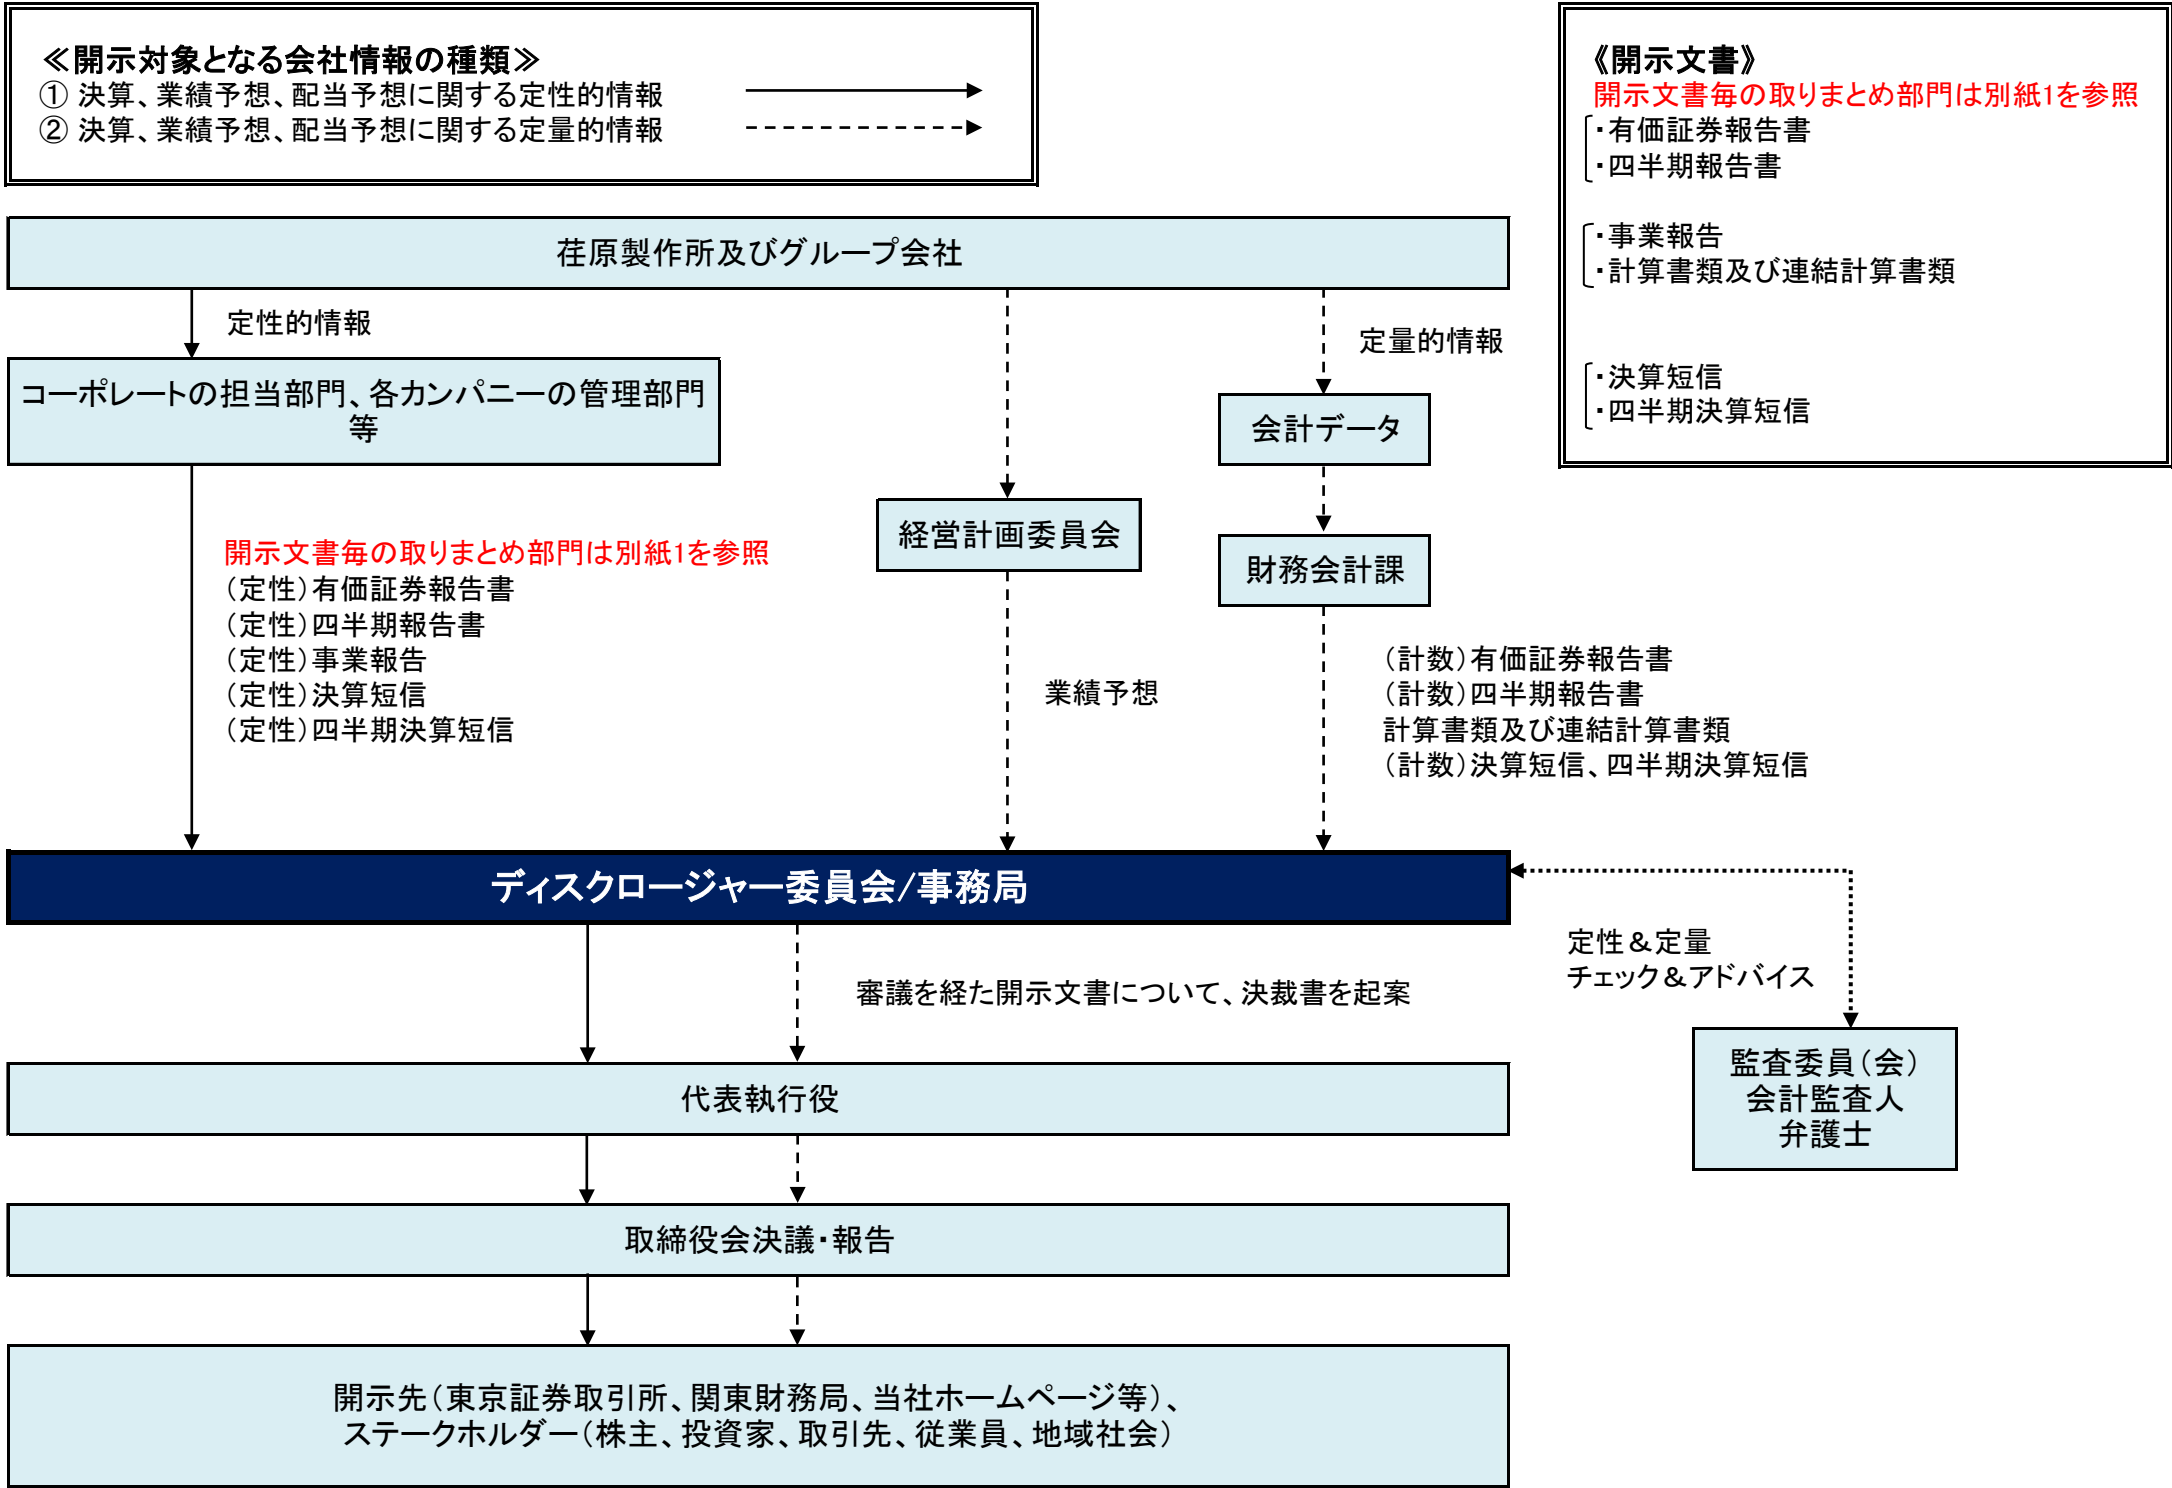 ≪開示対象となる会社情報の種類≫
① 決算、業績予想、配当予想に関する定性的情報
② 決算、業績予想、配当予想に関する定量的情報
《開示文書》
開示文書毎の取りまとめ部門は別紙1を参照
・有価証券報告書
・四半期報告書
・事業報告
・計算書類及び連結計算書類
・決算短信
・四半期決算短信
荏原製作所及びグループ会社
定性的情報
定量的情報
コーポレートの担当部門、各カンパニーの管理部門
等
会計データ
経営計画委員会
財務会計課
開示文書毎の取りまとめ部門は別紙1を参照
（定性）有価証券報告書
（定性）四半期報告書
（定性）事業報告
（定性）決算短信
（定性）四半期決算短信
業績予想
（計数）有価証券報告書
（計数）四半期報告書
計算書類及び連結計算書類
（計数）決算短信、四半期決算短信
ディスクロージャー委員会/事務局
定性＆定量
チェック＆アドバイス
審議を経た開示文書について、決裁書を起案
監査委員（会）
会計監査人
弁護士
代表執行役
取締役会決議・報告
開示先（東京証券取引所、関東財務局、当社ホームページ等）、
ステークホルダー（株主、投資家、取引先、従業員、地域社会）